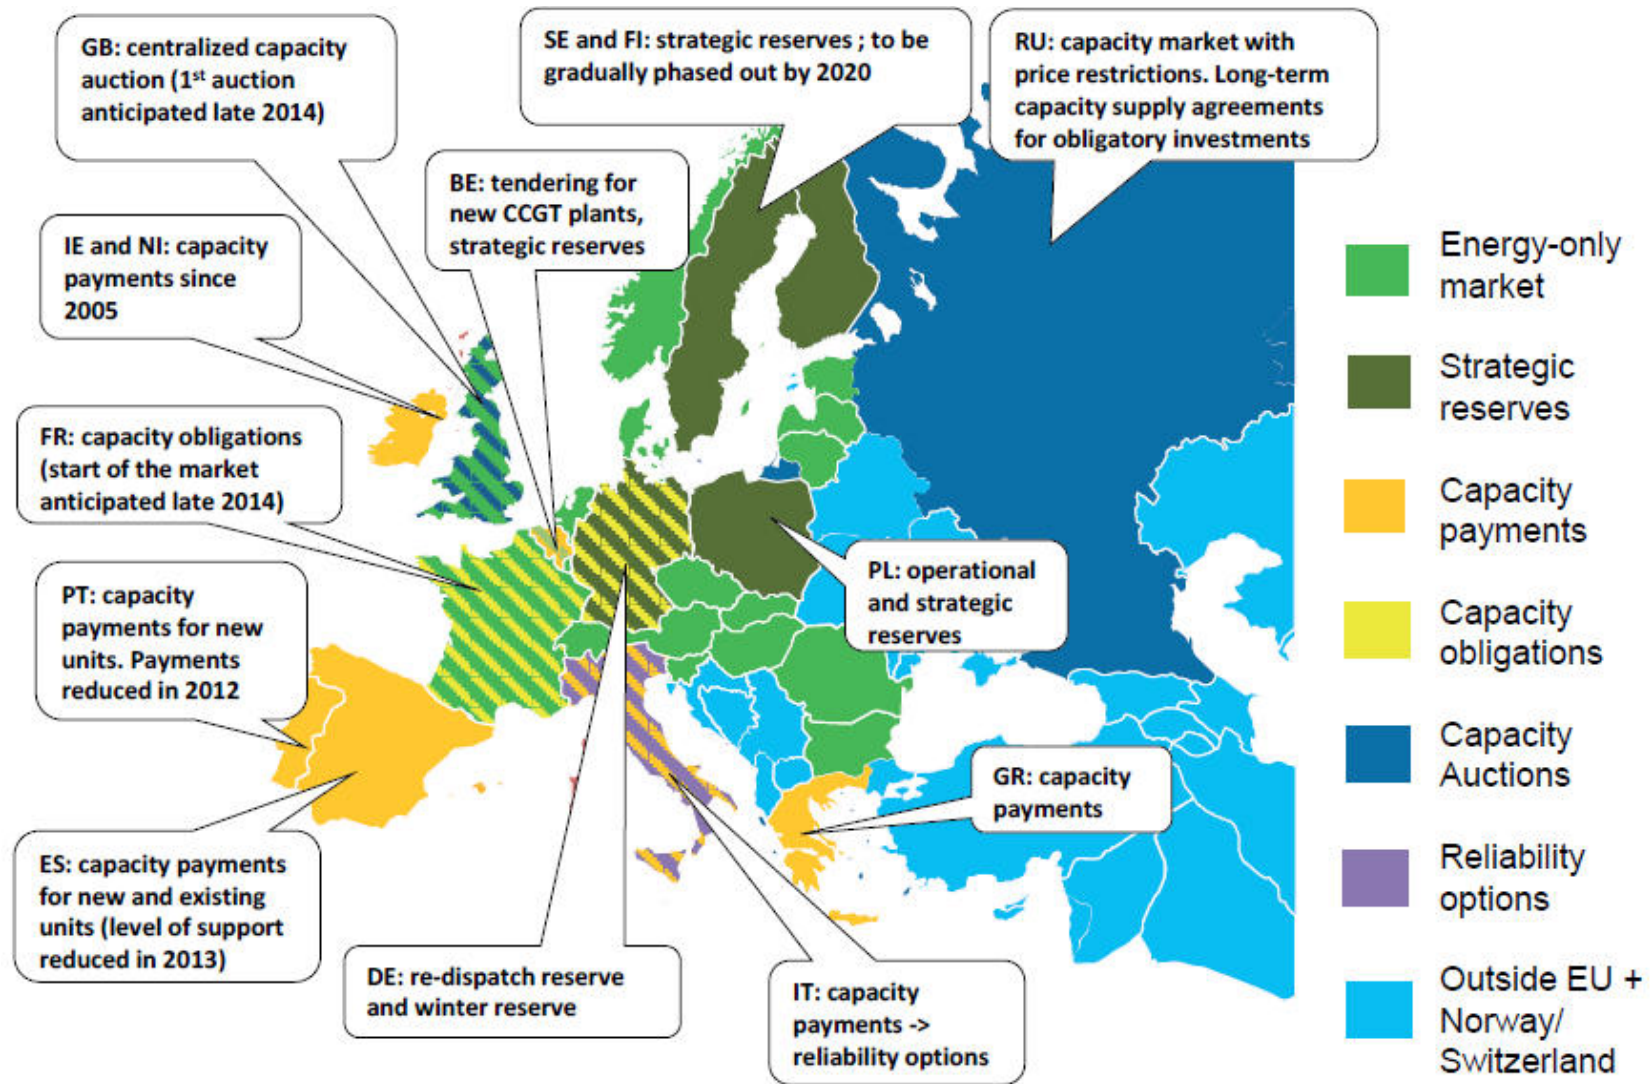 GB: centralized capacity
auction (1st auction
anticipated late 2014)
SE and FI: strategic reserves ; to be
gradually phased out by 2020
RU: capacity market with
price restrictions. Long-term
capacity supply agreements
for obligatory investments
BE: tendering for
new CCGT plants,
strategic reserves
IE and NI: capacity
payments since
2005
FR: capacity obligations
(start of the market
anticipated late 2014)
PT: capacity
payments for new
units. Payments
reduced in 2012
PL: operational
and strategic
reserves
GR: capacity
payments
ES: capacity payments
for new and existing
units (level of support
reduced in 2013)
DE: re-dispatch reserve
and winter reserve
IT: capacity
payments ->
reliability options
Energy-only
market
Strategic
reserves
Capacity
payments
Capacity
obligations
Capacity
Auctions
Reliability
options
Outside EU +
Norway/
Switzerland